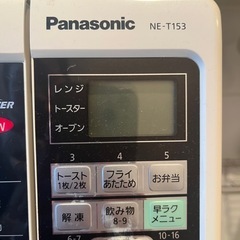 Panasonic NE-T153
レンジ
トースター
オーブン
3 4 5
トースト 1枚/2枚
フライ あたため
お弁当
解凍
飲み物 8-9
早ラク メニュー
6-7 10-16